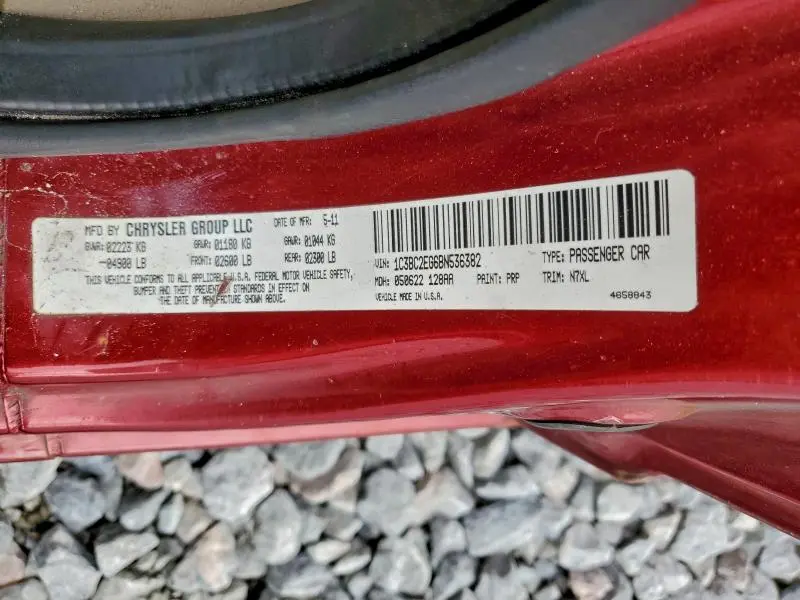 MFD BY CHRYSLER GROUP LLC DATE OF MFR 5-11
GVWR: 02223 KG GAWR: 01180 KG GAWR: 01044 KG
-04900 LB FRONT: 02600 LB REAR: 02300 LB
THIS VEHICLE CONFORMS TO ALL APPLICABLE U.S.A. FEDERAL MOTOR VEHICLE SAFETY,
BUMPER AND THEFT PREVENTION STANDARDS IN EFFECT ON
THE DATE OF MANUFACTURE SHOWN ABOVE.
VIN: 1C3BC2EG6BN536382 TYPE: PASSENGER CAR
MDH: 050622 128AA PAINT: PRP TRIM: N7XL
VEHICLE MADE IN U.S.A. 4658843